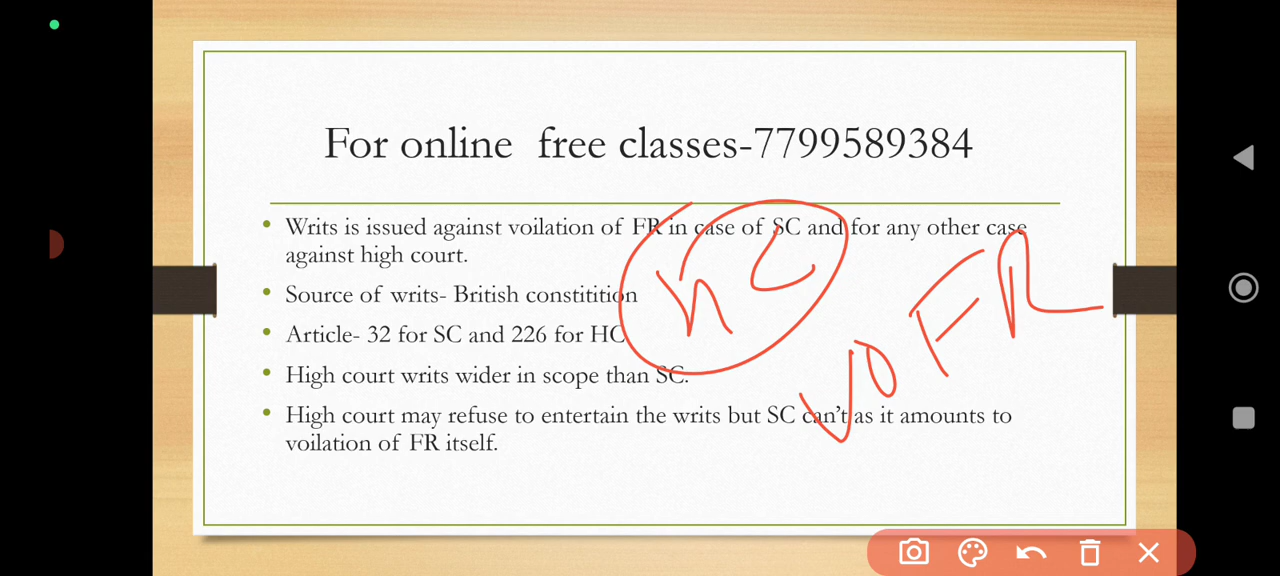 For online free classes-7799589384
Writs is issued against voilation of FR in case of SC and for any other case
against high court.
Source of writs- British constitition
Article- 32 for SC and 226 for HC
High court writs wider in scope than SC.
High court may refuse to entertain the writs but SC can't as it amounts to
voilation of FR itself.
HC
VO FR